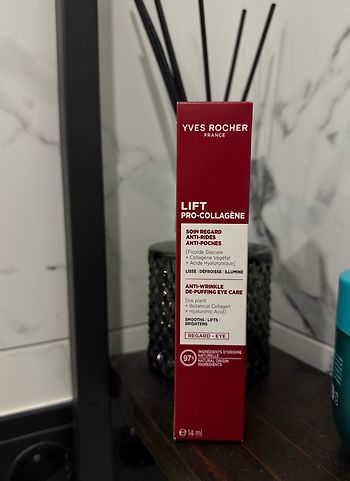 YVES ROCHER
FRANCE
LIFT
PRO-COLLAGÈNE
SOIN REGARD
ANTI-RIDES
ANTI-POCHES
[Ficoïde Glaciale
+ Collagène Végétal
+ Acide Hyaluronique]
LISSE | DÉFROISSE | ILLUMINE
ANTI-WRINKLE
DE-PUFFING EYE CARE
[Ice plant
+ Botanical Collagen
+ Hyaluronic Acid]
SMOOTHS | LIFTS |
BRIGHTENS
REGARD - EYE
97%
INGRÉDIENTS D'ORIGINE
NATURELLE
NATURAL ORIGIN
INGREDIENTS
℮ 14 ml